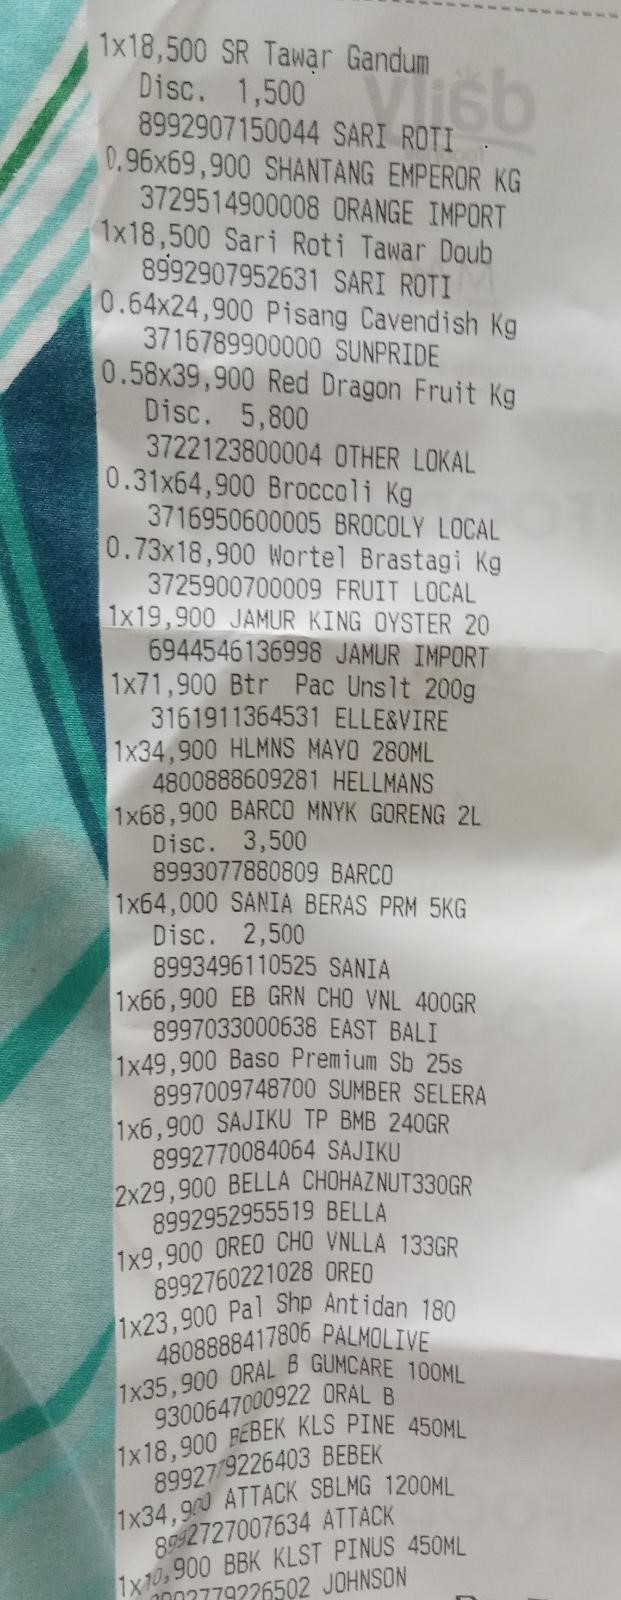 1x18,500 SR Tawar Gandum
Disc. 1,500
8992907150044 SARI ROTI
0.96x69,900 SHANTANG EMPEROR KG
3729514900008 ORANGE IMPORT
1x18,500 Sari Roti Tawar Doub
8992907952631 SARI ROTI
0.64x24,900 Pisang Cavendish Kg
3716789900000 SUNPRIDE
0.58x39,900 Red Dragon Fruit Kg
Disc. 5,800
3722123800004 OTHER LOKAL
0.31x64,900 Broccoli Kg
3716950600005 BROCOLY LOCAL
0.73x18,900 Wortel Brastagi Kg
3725900700009 FRUIT LOCAL
1x19,900 JAMUR KING OYSTER 20
6944546136998 JAMUR IMPORT
1x71,900 Btr Pac Unslt 200g
3161911364531 ELLE&VIRE
1x34,900 HLMNS MAYO 280ML
4800888609281 HELLMANS
1x68,900 BARCO MNYK GORENG 2L
Disc. 3,500
8993077880809 BARCO
1x64,000 SANIA BERAS PRM 5KG
Disc. 2,500
8993496110525 SANIA
1x66,900 EB GRN CHO VNL 400GR
8997033000638 EAST BALI
1x49,900 Baso Premium Sb 25s
8997009748700 SUMBER SELERA
1x6,900 SAJIKU TP BMB 240GR
8992770084064 SAJIKU
2x29,900 BELLA CHOHAZNUT330GR
8992952955519 BELLA
1x9,900 OREO CHO VNLLA 133GR
8992760221028 OREO
1x23,900 Pal Shp Antidan 180
4808888417806 PALMOLIVE
1x35,900 ORAL B GUMCARE 100ML
9300647000922 ORAL B
1x18,900 BEBEK KLS PINE 450ML
8992779226403 BEBEK
1x34,900 ATTACK SBLMG 1200ML
8992727007634 ATTACK
1x10,900 BBK KLST PINUS 450ML
JOHNSON